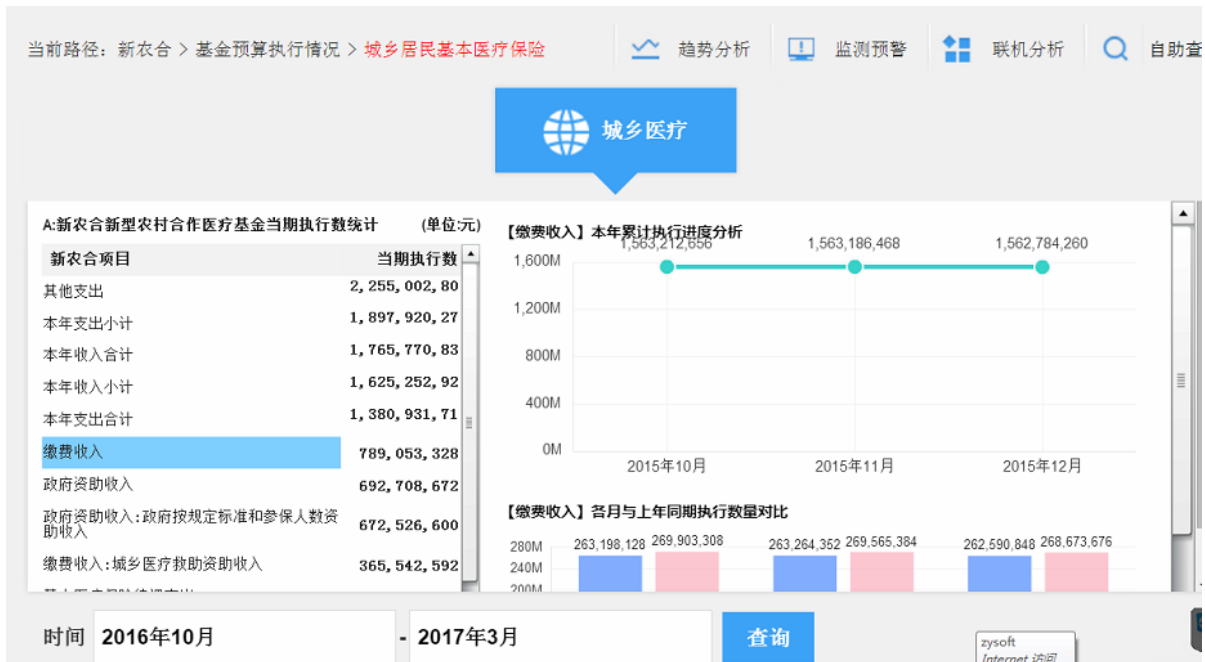 当前路径：新农合 > 基金预算执行情况 > 城乡居民基本医疗保险
趋势分析
监测预警
联机分析
自助查
城乡医疗
A:新农合新型农村合作医疗基金当期执行数统计 (单位:元)
新农合项目 当期执行数
其他支出 2,255,002,80
本年支出小计 1,897,920,27
本年收入合计 1,765,770,83
本年收入小计 1,625,252,92
本年支出合计 1,380,931,71
缴费收入 789,053,328
政府资助收入 692,708,672
政府资助收入:政府按规定标准和参保人数资
助收入 672,526,600
缴费收入:城乡医疗救助资助收入 365,542,592
【缴费收入】本年累计执行进度分析
1,563,212,656 1,563,186,468 1,562,784,260
1,600M
1,200M
800M
400M
0M
2015年10月 2015年11月 2015年12月
【缴费收入】各月与上年同期执行数量对比
263,198,128 269,903,308 263,264,352 269,565,384 262,590,848 268,673,676
280M
240M
200M
时间 2016年10月 - 2017年3月 查询
zysoft
Internet 访问